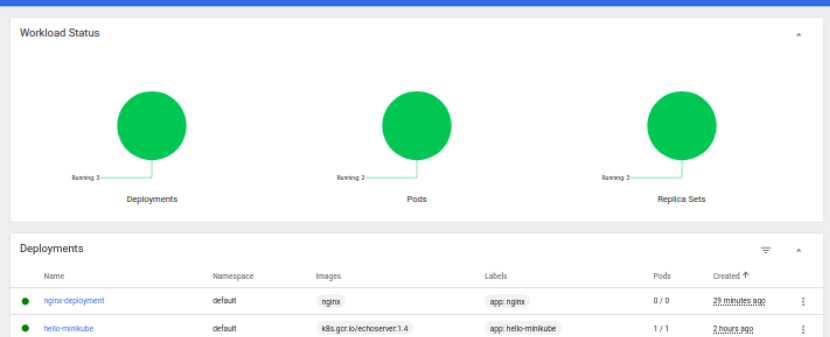 Workload Status
Running: 2 Running: 2 Running: 2
Deployments Pods Replica Sets
Deployments
Name Namespace Images Labels Pods Created
nginx-deployment default nginx app: nginx 0 / 0 29 minutes ago
hello-minikube default k8s.gcr.io/echoserver:1.4 app: hello-minikube 1 / 1 2 hours ago